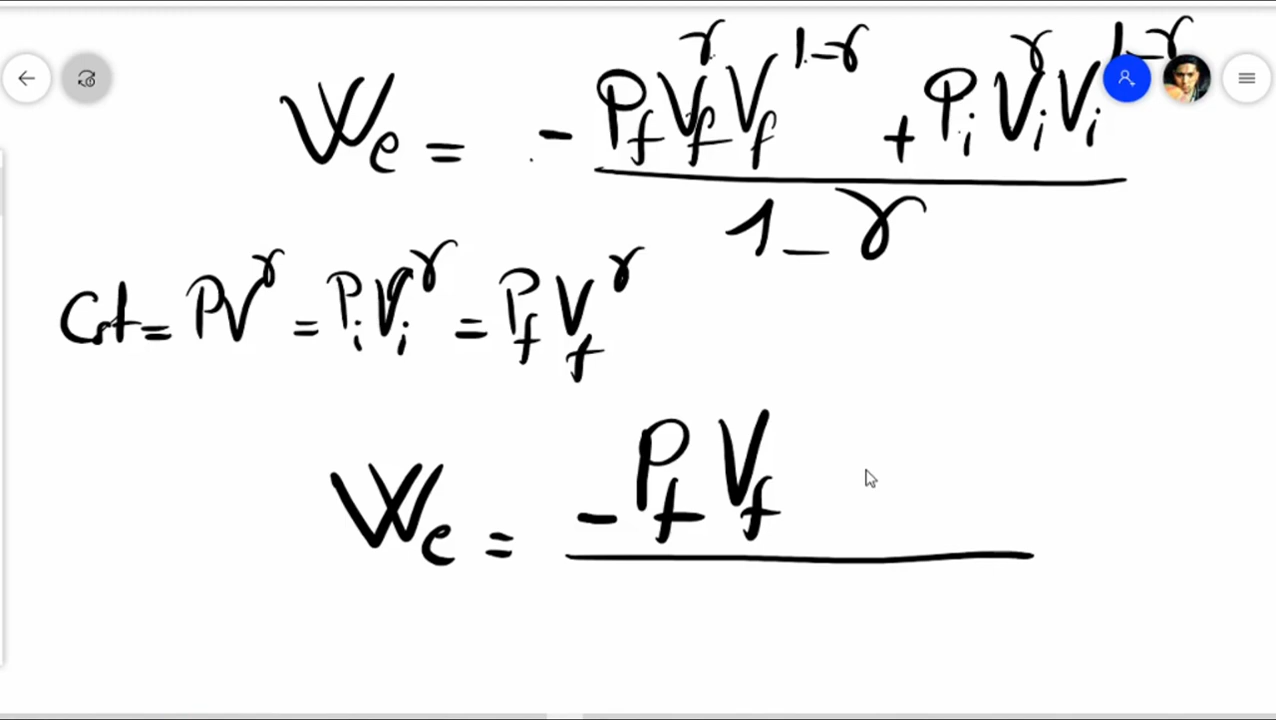 We = - PfVf^γ Vf^1-γ + PiVi^γ Vi^1-γ
1-γ
Cst = PV^γ = PiVi^γ = PfVf^γ
We = -PfVf